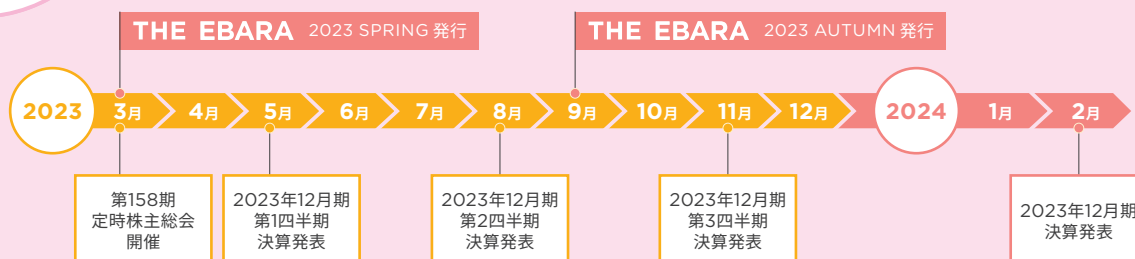 THE EBARA 2023 SPRING 発行
THE EBARA 2023 AUTUMN 発行
2023 3月 4月 5月 6月 7月 8月 9月 10月 11月 12月 2024 1月 2月
第158期
定時株主総会
開催
2023年12月期
第1四半期
決算発表
2023年12月期
第2四半期
決算発表
2023年12月期
第3四半期
決算発表
2023年12月期
決算発表